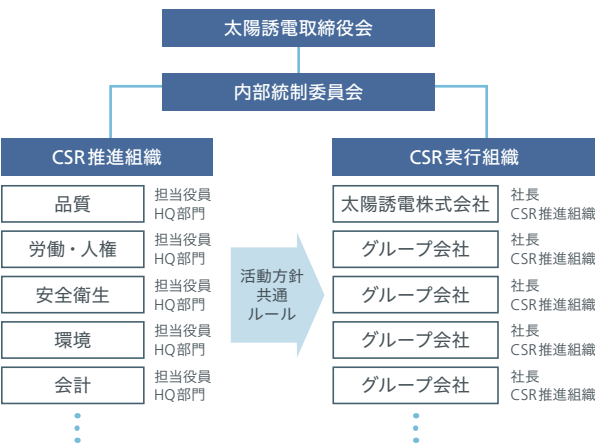 太陽誘電取締役会
内部統制委員会
CSR推進組織
品質
担当役員
HQ部門
労働・人権
担当役員
HQ部門
安全衛生
担当役員
HQ部門
環境
担当役員
HQ部門
会計
担当役員
HQ部門
活動方針
共通
ルール
CSR実行組織
太陽誘電株式会社
社長
CSR推進組織
グループ会社
社長
CSR推進組織
グループ会社
社長
CSR推進組織
グループ会社
社長
CSR推進組織
グループ会社
社長
CSR推進組織